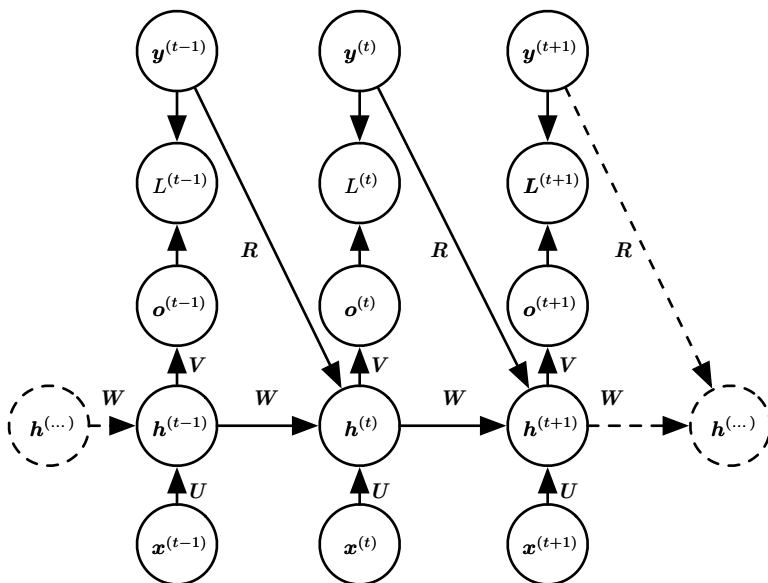 y^(t−1) y^(t) y^(t+1)
L^(t−1) L^(t) L^(t+1)
R R R
o^(t−1) o^(t) o^(t+1)
V V V
W W W W
h^(...) h^(t−1) h^(t) h^(t+1) h^(...)
U U U
x^(t−1) x^(t) x^(t+1)